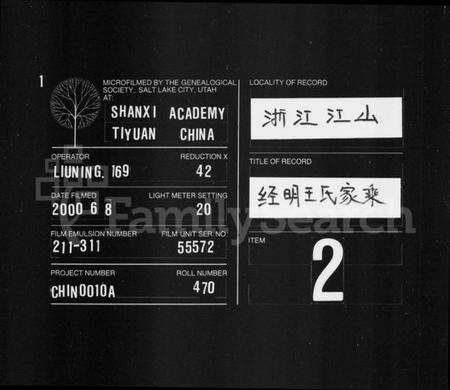 1
MICROFILMED BY THE GENEALOGICAL
SOCIETY, SALT LAKE CITY, UTAH
AT
SHANXI ACADEMY
TIYUAN CHINA
OPERATOR REDUCTION X
LIUNING. 169 42
DATE FILMED LIGHT METER SETTING
2000 6 8 20
FILM EMULSION NUMBER FILM UNIT SER NO
211-311 55572
PROJECT NUMBER ROLL NUMBER
CHIN0010A 470
LOCALITY OF RECORD
浙江江山
TITLE OF RECORD
经明王氏家乘
ITEM
2
FamilySearch